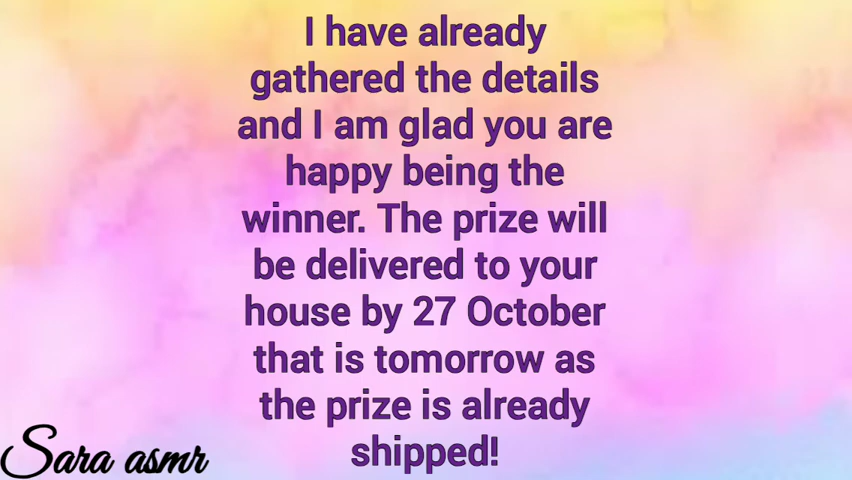 I have already
gathered the details
and I am glad you are
happy being the
winner. The prize will
be delivered to your
house by 27 October
that is tomorrow as
the prize is already
shipped!
Sara asmr